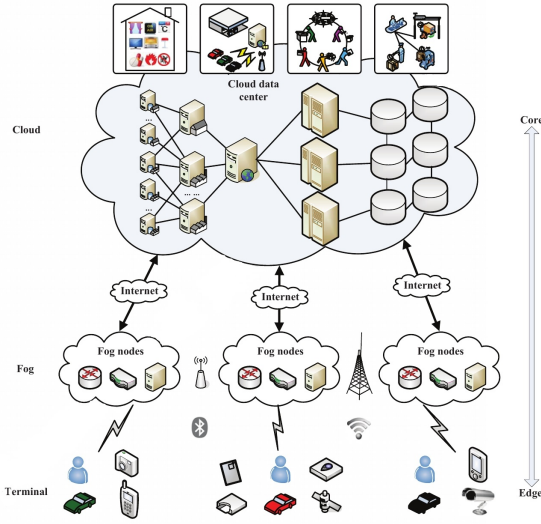 Cloud data
center
Cloud
Core
...
...
... ...
Internet
Internet
Internet
Fog nodes
Fog nodes
Fog nodes
Fog
Terminal
Edge